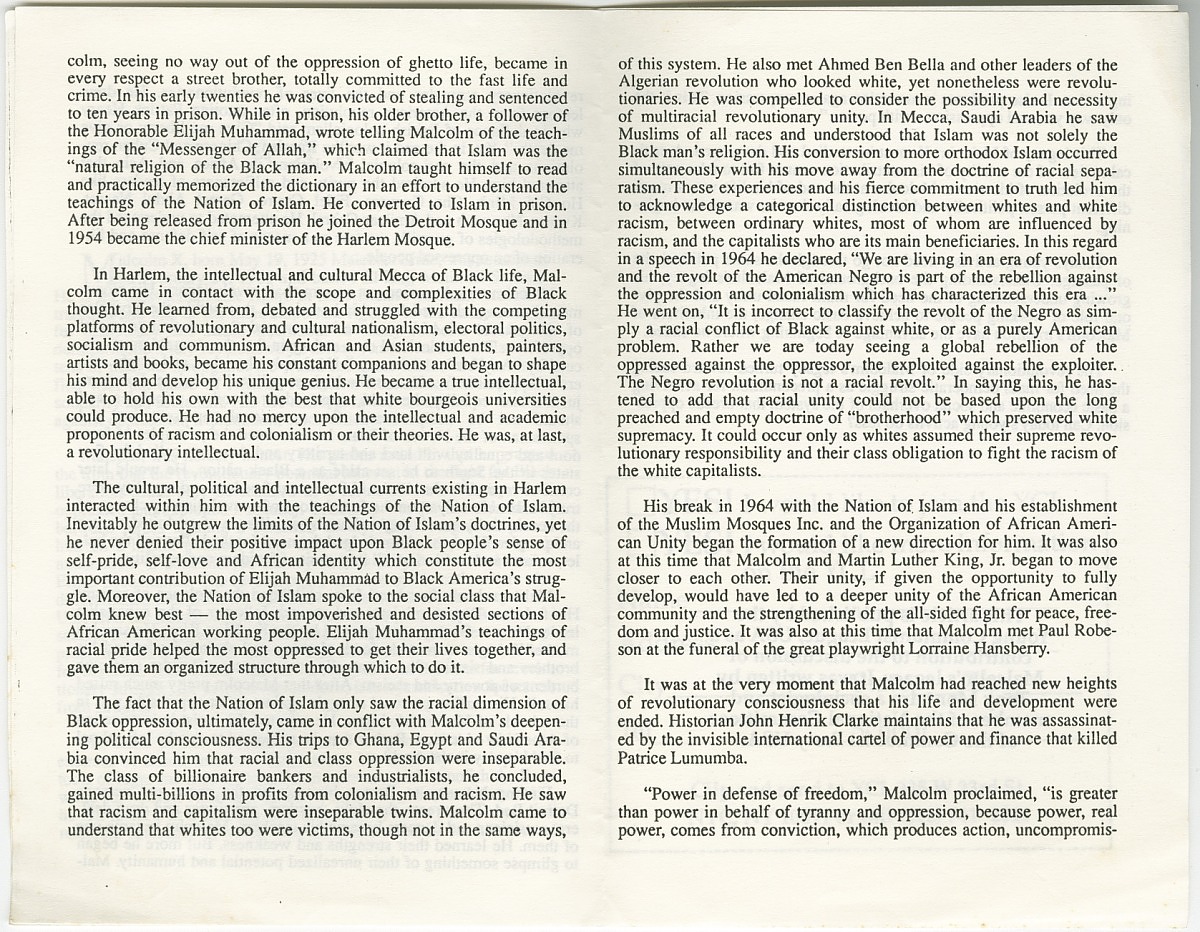 colm, seeing no way out of the oppression of ghetto life, became in
every respect a street brother, totally committed to the fast life and
crime. In his early twenties he was convicted of stealing and sentenced
to ten years in prison. While in prison, his older brother, a follower of
the Honorable Elijah Muhammad, wrote telling Malcolm of the teach-
ings of the “Messenger of Allah,” which claimed that Islam was the
“natural religion of the Black man.” Malcolm taught himself to read
and practically memorized the dictionary in an effort to understand the
teachings of the Nation of Islam. He converted to Islam in prison.
After being released from prison he joined the Detroit Mosque and in
1954 became the chief minister of the Harlem Mosque.
In Harlem, the intellectual and cultural Mecca of Black life, Mal-
colm came in contact with the scope and complexities of Black
thought. He learned from, debated and struggled with the competing
platforms of revolutionary and cultural nationalism, electoral politics,
socialism and communism. African and Asian students, painters,
artists and books, became his constant companions and began to shape
his mind and develop his unique genius. He became a true intellectual,
able to hold his own with the best that white bourgeois universities
could produce. He had no mercy upon the intellectual and academic
proponents of racism and colonialism or their theories. He was, at last,
a revolutionary intellectual.
The cultural, political and intellectual currents existing in Harlem
interacted within him with the teachings of the Nation of Islam.
Inevitably he outgrew the limits of the Nation of Islam’s doctrines, yet
he never denied their positive impact upon Black people’s sense of
self-pride, self-love and African identity which constitute the most
important contribution of Elijah Muhammad to Black America’s strug-
gle. Moreover, the Nation of Islam spoke to the social class that Mal-
colm knew best — the most impoverished and desisted sections of
African American working people. Elijah Muhammad’s teachings of
racial pride helped the most oppressed to get their lives together, and
gave them an organized structure through which to do it.
The fact that the Nation of Islam only saw the racial dimension of
Black oppression, ultimately, came in conflict with Malcolm’s deepen-
ing political consciousness. His trips to Ghana, Egypt and Saudi Ara-
bia convinced him that racial and class oppression were inseparable.
The class of billionaire bankers and industrialists, he concluded,
gained multi-billions in profits from colonialism and racism. He saw
that racism and capitalism were inseparable twins. Malcolm came to
understand that whites too were victims, though not in the same ways,
of this system. He also met Ahmed Ben Bella and other leaders of the
Algerian revolution who looked white, yet nonetheless were revolu-
tionaries. He was compelled to consider the possibility and necessity
of multiracial revolutionary unity. In Mecca, Saudi Arabia he saw
Muslims of all races and understood that Islam was not solely the
Black man’s religion. His conversion to more orthodox Islam occurred
simultaneously with his move away from the doctrine of racial sepa-
ratism. These experiences and his fierce commitment to truth led him
to acknowledge a categorical distinction between whites and white
racism, between ordinary whites, most of whom are influenced by
racism, and the capitalists who are its main beneficiaries. In this regard
in a speech in 1964 he declared, “We are living in an era of revolution
and the revolt of the American Negro is part of the rebellion against
the oppression and colonialism which has characterized this era ...”
He went on, “It is incorrect to classify the revolt of the Negro as sim-
ply a racial conflict of Black against white, or as a purely American
problem. Rather we are today seeing a global rebellion of the
oppressed against the oppressor, the exploited against the exploiter.
The Negro revolution is not a racial revolt.” In saying this, he has-
tened to add that racial unity could not be based upon the long
preached and empty doctrine of “brotherhood” which preserved white
supremacy. It could occur only as whites assumed their supreme revo-
lutionary responsibility and their class obligation to fight the racism of
the white capitalists.
His break in 1964 with the Nation of Islam and his establishment
of the Muslim Mosques Inc. and the Organization of African Ameri-
can Unity began the formation of a new direction for him. It was also
at this time that Malcolm and Martin Luther King, Jr. began to move
closer to each other. Their unity, if given the opportunity to fully
develop, would have led to a deeper unity of the African American
community and the strengthening of the all-sided fight for peace, free-
dom and justice. It was also at this time that Malcolm met Paul Robe-
son at the funeral of the great playwright Lorraine Hansberry.
It was at the very moment that Malcolm had reached new heights
of revolutionary consciousness that his life and development were
ended. Historian John Henrik Clarke maintains that he was assassinat-
ed by the invisible international cartel of power and finance that killed
Patrice Lumumba.
“Power in defense of freedom,” Malcolm proclaimed, “is greater
than power in behalf of tyranny and oppression, because power, real
power, comes from conviction, which produces action, uncompromis-